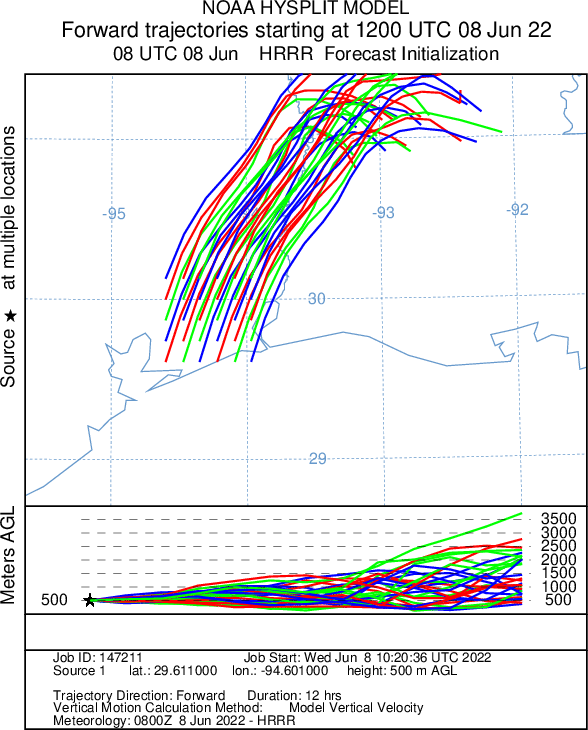 NOAA HYSPLIT MODEL
Forward trajectories starting at 1200 UTC 08 Jun 22
08 UTC 08 Jun HRRR Forecast Initialization
Source ★ at multiple locations
-95
-93
-92
30
29
Meters AGL
500
3500
3000
2500
2000
1500
1000
500
Job ID: 147211 Job Start: Wed Jun 8 10:20:36 UTC 2022
Source 1 lat.: 29.611000 lon.: -94.601000 height: 500 m AGL
Trajectory Direction: Forward Duration: 12 hrs
Vertical Motion Calculation Method: Model Vertical Velocity
Meteorology: 0800Z 8 Jun 2022 - HRRR